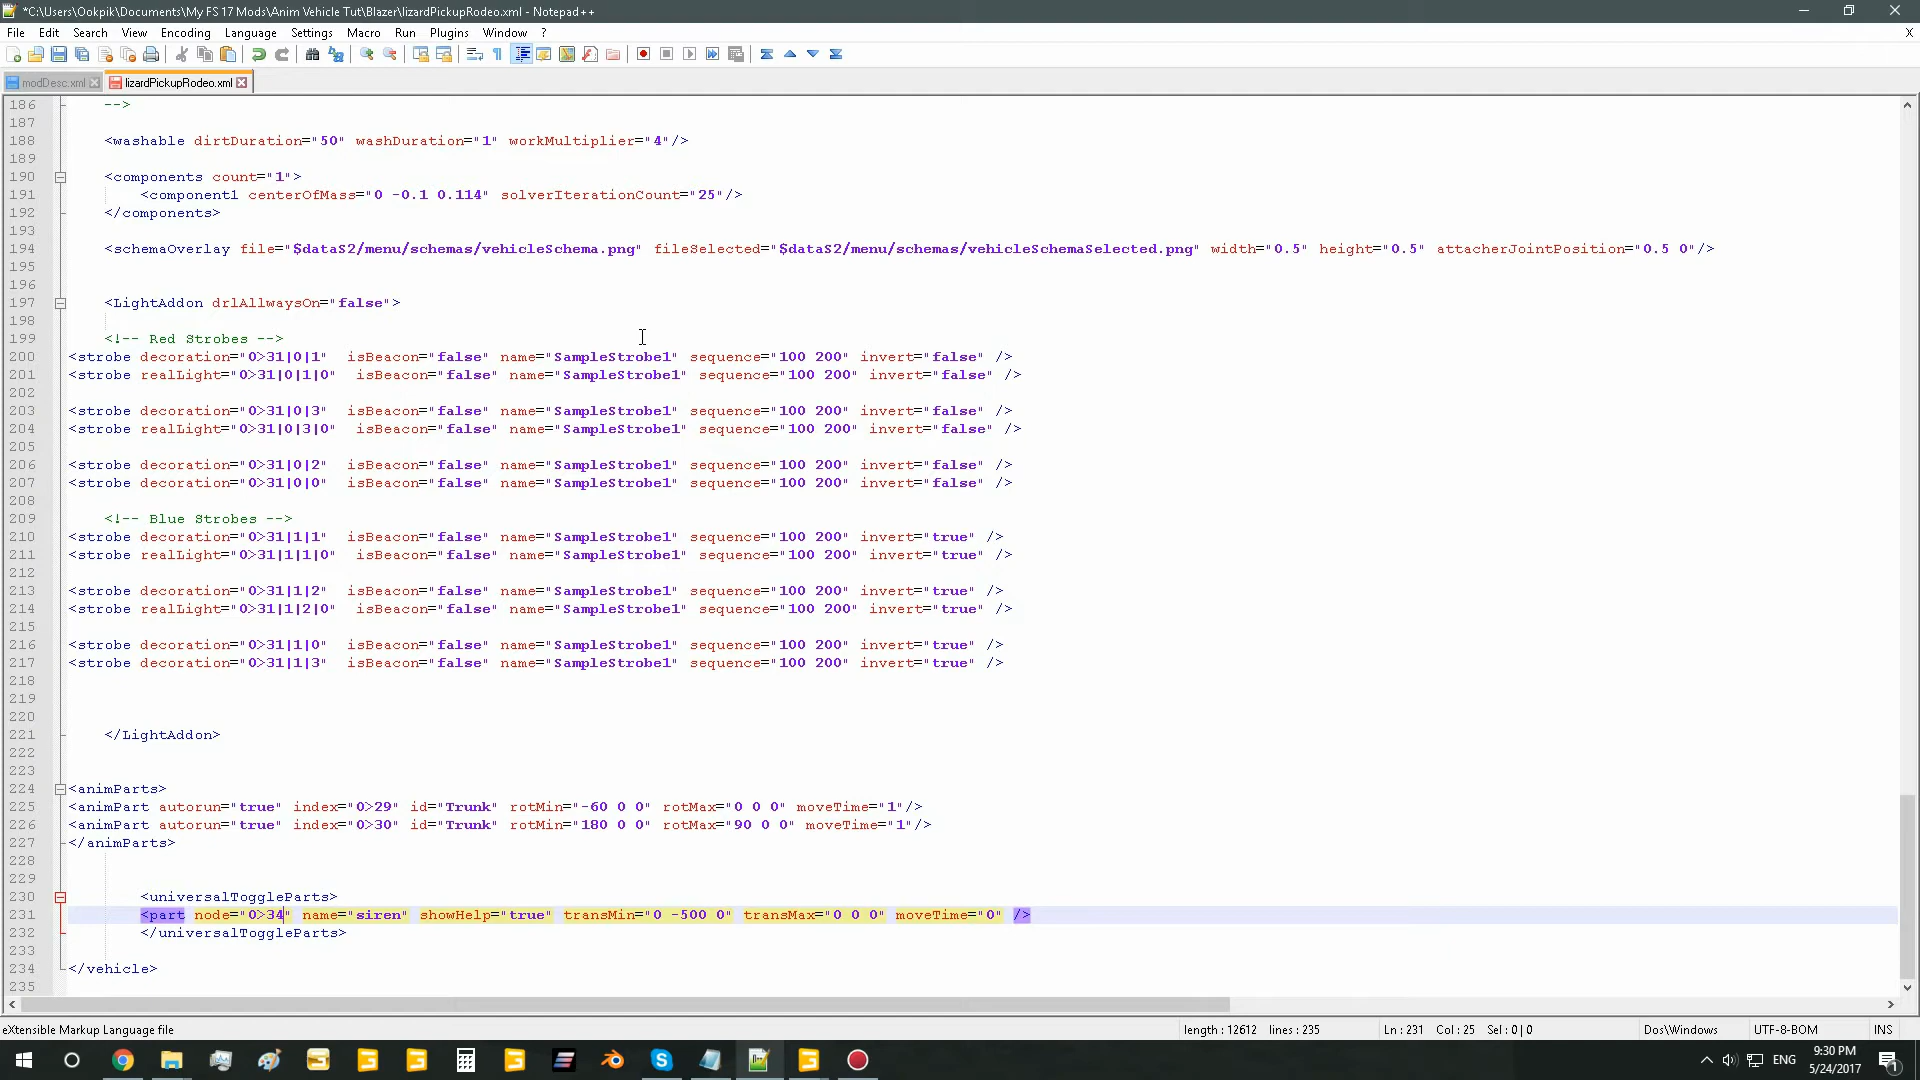 *C:\Users\Ookpik\Documents\My FS 17 Mods\Anim Vehicle Tut\Blazer\lizardPickupRodeo.xml - Notepad++
File Edit Search View Encoding Language Settings Macro Run Plugins Window ? X
modDesc.xml lizardPickupRodeo.xml
186 -->
187
188 <washable dirtDuration="50" washDuration="1" workMultiplier="4"/>
189
190 <components count="1">
191 <component1 centerOfMass="0 -0.1 0.114" solverIterationCount="25"/>
192 </components>
193
194 <schemaOverlay file="$dataS2/menu/schemas/vehicleSchema.png" fileSelected="$dataS2/menu/schemas/vehicleSchemaSelected.png" width="0.5" height="0.5" attacherJointPosition="0.5 0"/>
195
196
197 <LightAddon drlAllwaysOn="false">
198
199 <!-- Red Strobes -->
200 <strobe decoration="0>31|0|1" isBeacon="false" name="SampleStrobe1" sequence="100 200" invert="false" />
201 <strobe realLight="0>31|0|1|0" isBeacon="false" name="SampleStrobe1" sequence="100 200" invert="false" />
202
203 <strobe decoration="0>31|0|3" isBeacon="false" name="SampleStrobe1" sequence="100 200" invert="false" />
204 <strobe realLight="0>31|0|3|0" isBeacon="false" name="SampleStrobe1" sequence="100 200" invert="false" />
205
206 <strobe decoration="0>31|0|2" isBeacon="false" name="SampleStrobe1" sequence="100 200" invert="false" />
207 <strobe decoration="0>31|0|0" isBeacon="false" name="SampleStrobe1" sequence="100 200" invert="false" />
208
209 <!-- Blue Strobes -->
210 <strobe decoration="0>31|1|1" isBeacon="false" name="SampleStrobe1" sequence="100 200" invert="true" />
211 <strobe realLight="0>31|1|1|0" isBeacon="false" name="SampleStrobe1" sequence="100 200" invert="true" />
212
213 <strobe decoration="0>31|1|2" isBeacon="false" name="SampleStrobe1" sequence="100 200" invert="true" />
214 <strobe realLight="0>31|1|2|0" isBeacon="false" name="SampleStrobe1" sequence="100 200" invert="true" />
215
216 <strobe decoration="0>31|1|0" isBeacon="false" name="SampleStrobe1" sequence="100 200" invert="true" />
217 <strobe decoration="0>31|1|3" isBeacon="false" name="SampleStrobe1" sequence="100 200" invert="true" />
218
219
220
221 </LightAddon>
222
223
224 <animParts>
225 <animPart autorun="true" index="0>29" id="Trunk" rotMin="-60 0 0" rotMax="0 0 0" moveTime="1"/>
226 <animPart autorun="true" index="0>30" id="Trunk" rotMin="180 0 0" rotMax="90 0 0" moveTime="1"/>
227 </animParts>
228
229
230 <universalToggleParts>
231 <part node="0>34" name="siren" showHelp="true" transMin="0 -500 0" transMax="0 0 0" moveTime="0" />
232 </universalToggleParts>
233
234 </vehicle>
235
eXtensible Markup Language file length : 12612 lines : 235 Ln : 231 Col : 25 Sel : 0 | 0 Dos\Windows UTF-8-BOM INS
ENG 9:30 PM
5/24/2017
1